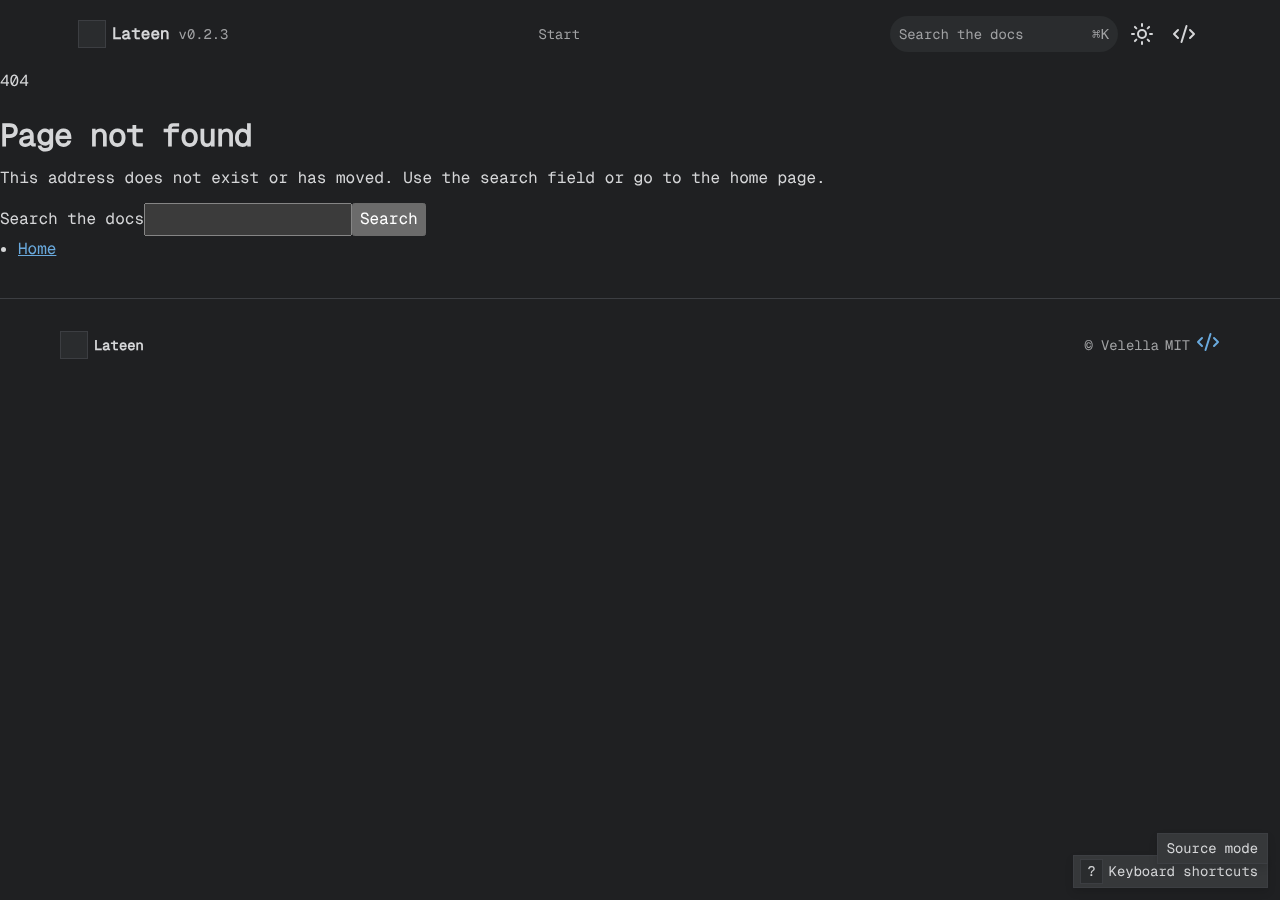 Lateen v0.2.3 Start Search the docs ⌘K
404
Page not found
This address does not exist or has moved. Use the search field or go to the home page.
Search the docs Search
• Home
Lateen © Velella MIT
Source mode
? Keyboard shortcuts